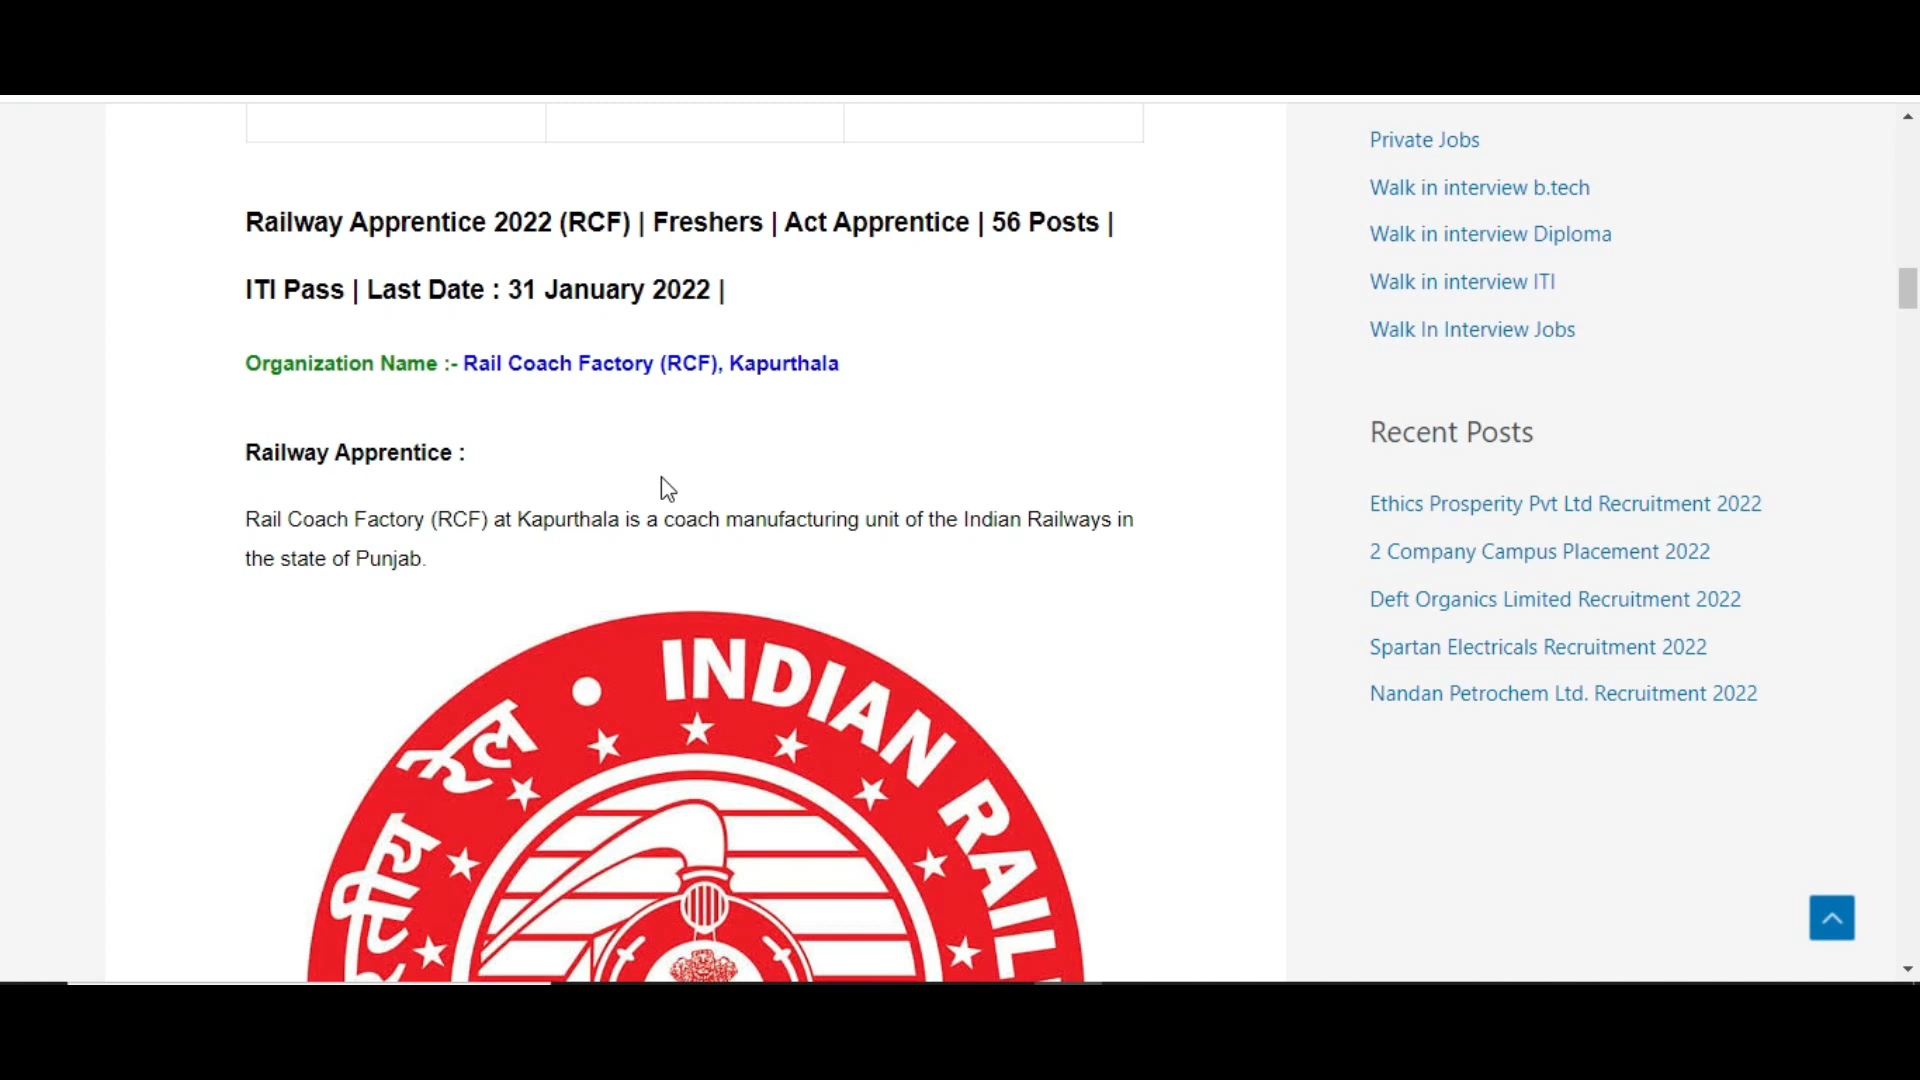 Railway Apprentice 2022 (RCF) | Freshers | Act Apprentice | 56 Posts |
ITI Pass | Last Date : 31 January 2022 |
Organization Name :- Rail Coach Factory (RCF), Kapurthala
Railway Apprentice :
Rail Coach Factory (RCF) at Kapurthala is a coach manufacturing unit of the Indian Railways in
the state of Punjab.
रेल • INDIAN RAIL
Private Jobs
Walk in interview b.tech
Walk in interview Diploma
Walk in interview ITI
Walk In Interview Jobs
Recent Posts
Ethics Prosperity Pvt Ltd Recruitment 2022
2 Company Campus Placement 2022
Deft Organics Limited Recruitment 2022
Spartan Electricals Recruitment 2022
Nandan Petrochem Ltd. Recruitment 2022